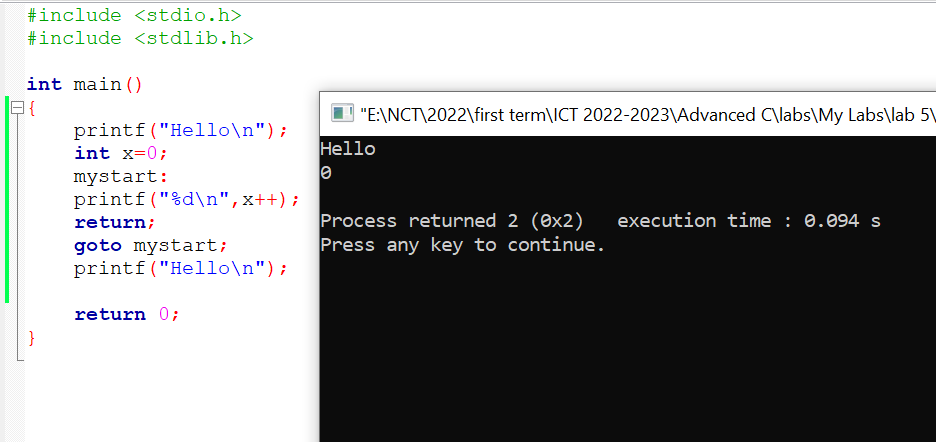 #include <stdio.h>
#include <stdlib.h>
int main()
{
printf("Hello\n");
int x=0;
mystart:
printf("%d\n",x++);
return;
goto mystart;
printf("Hello\n");
return 0;
}
"E:\NCT\2022\first term\ICT 2022-2023\Advanced C\labs\My Labs\lab 5\
Hello
0
Process returned 2 (0x2)   execution time : 0.094 s
Press any key to continue.